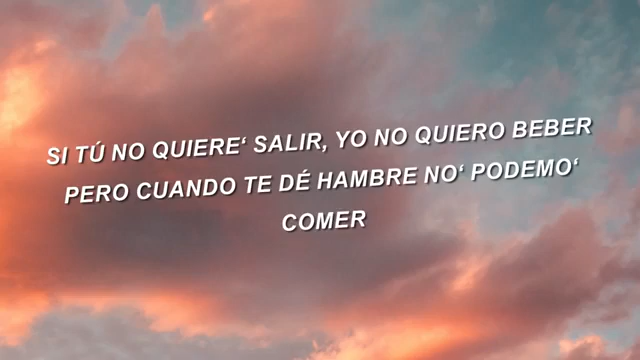 SI TÚ NO QUIERE‘ SALIR, YO NO QUIERO BEBER
PERO CUANDO TE DÉ HAMBRE NO‘ PODEMO‘
COMER